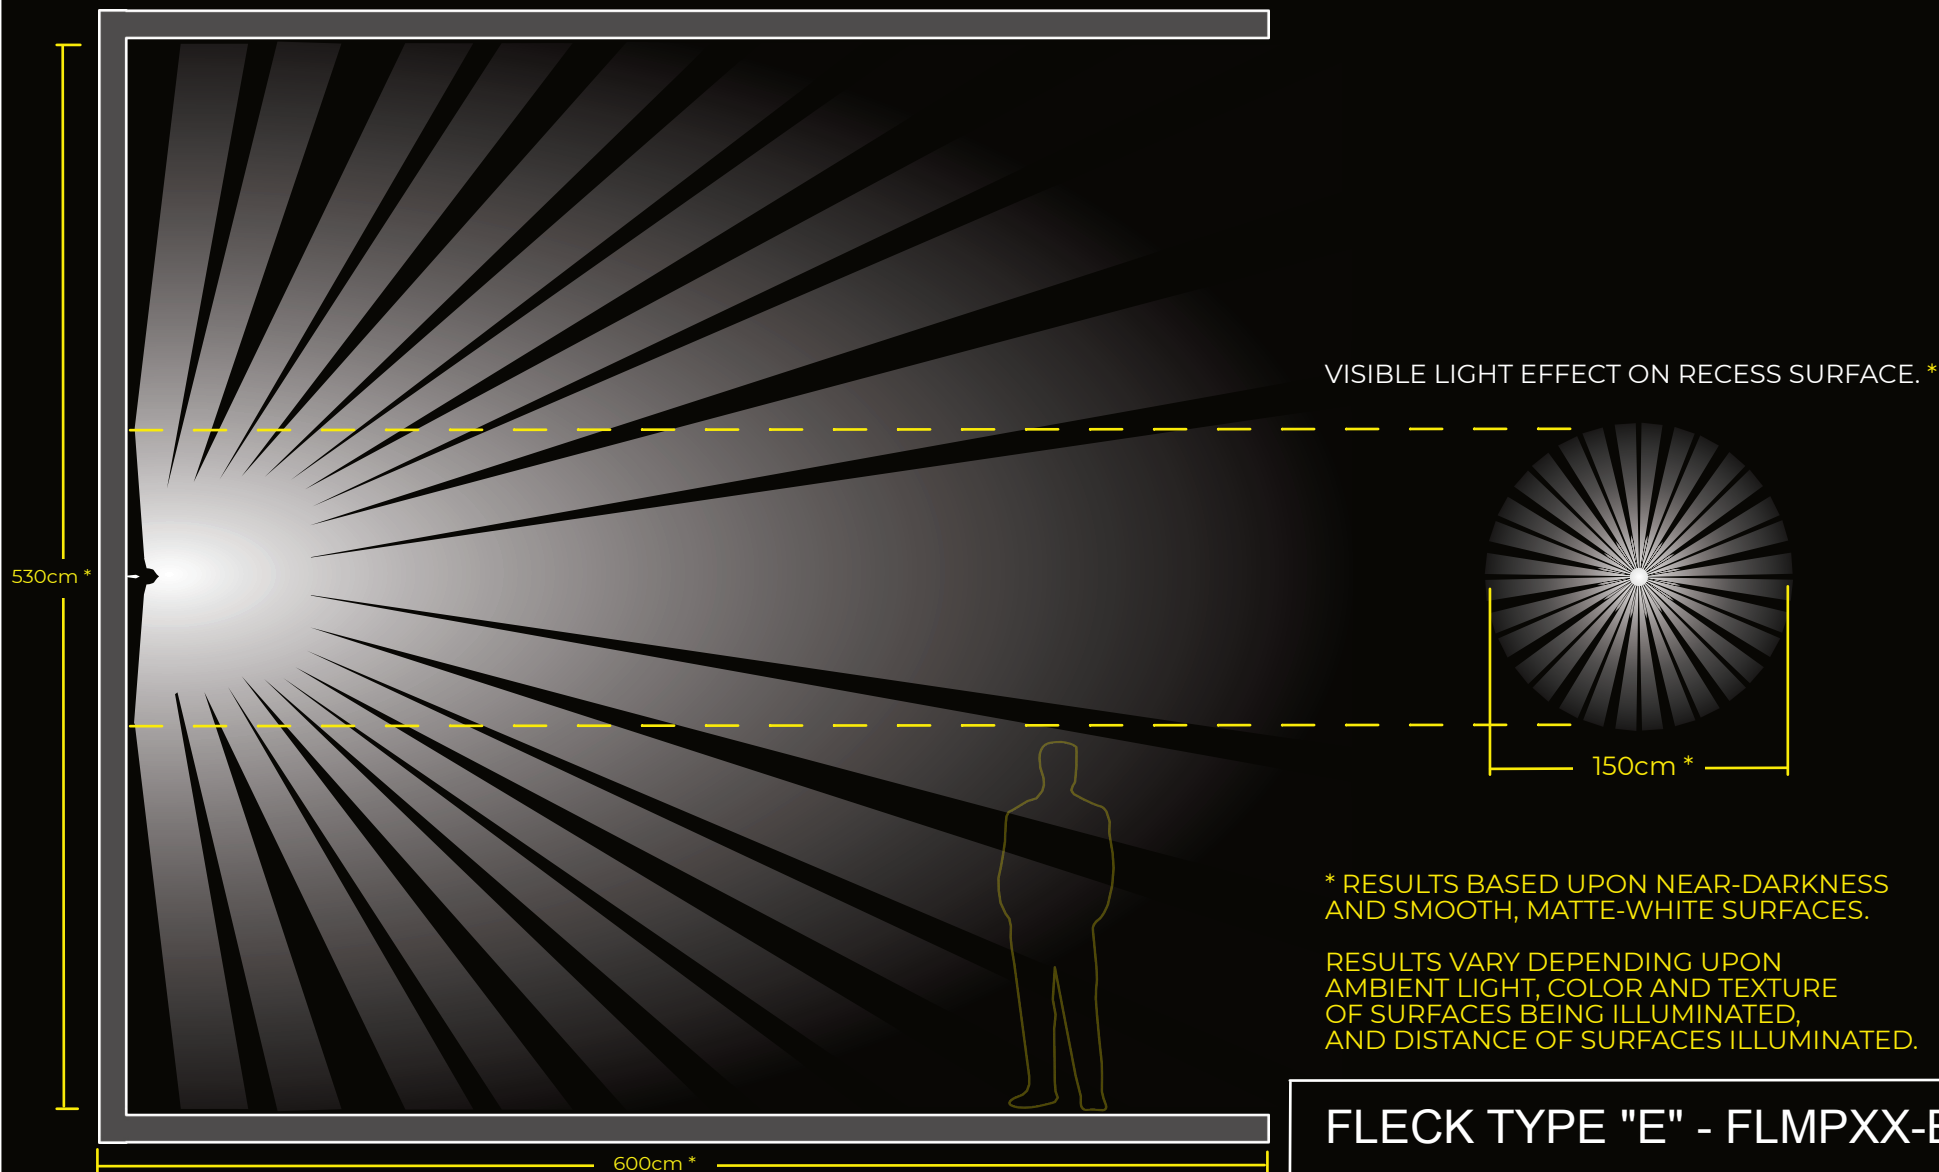 VISIBLE LIGHT EFFECT ON RECESS SURFACE. *
530cm *
150cm *
* RESULTS BASED UPON NEAR-DARKNESS
AND SMOOTH, MATTE-WHITE SURFACES.
RESULTS VARY DEPENDING UPON
AMBIENT LIGHT, COLOR AND TEXTURE
OF SURFACES BEING ILLUMINATED,
AND DISTANCE OF SURFACES ILLUMINATED.
FLECK TYPE "E" - FLMPXX-E
600cm *